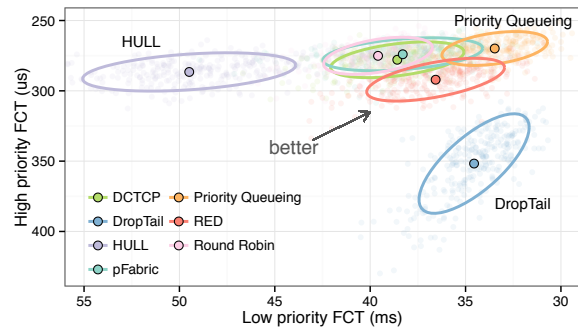 250
300
350
400
High priority FCT (us)
HULL
Priority Queueing
better
DropTail
DCTCP
Priority Queueing
DropTail
RED
HULL
Round Robin
pFabric
55
50
45
40
35
30
Low priority FCT (ms)